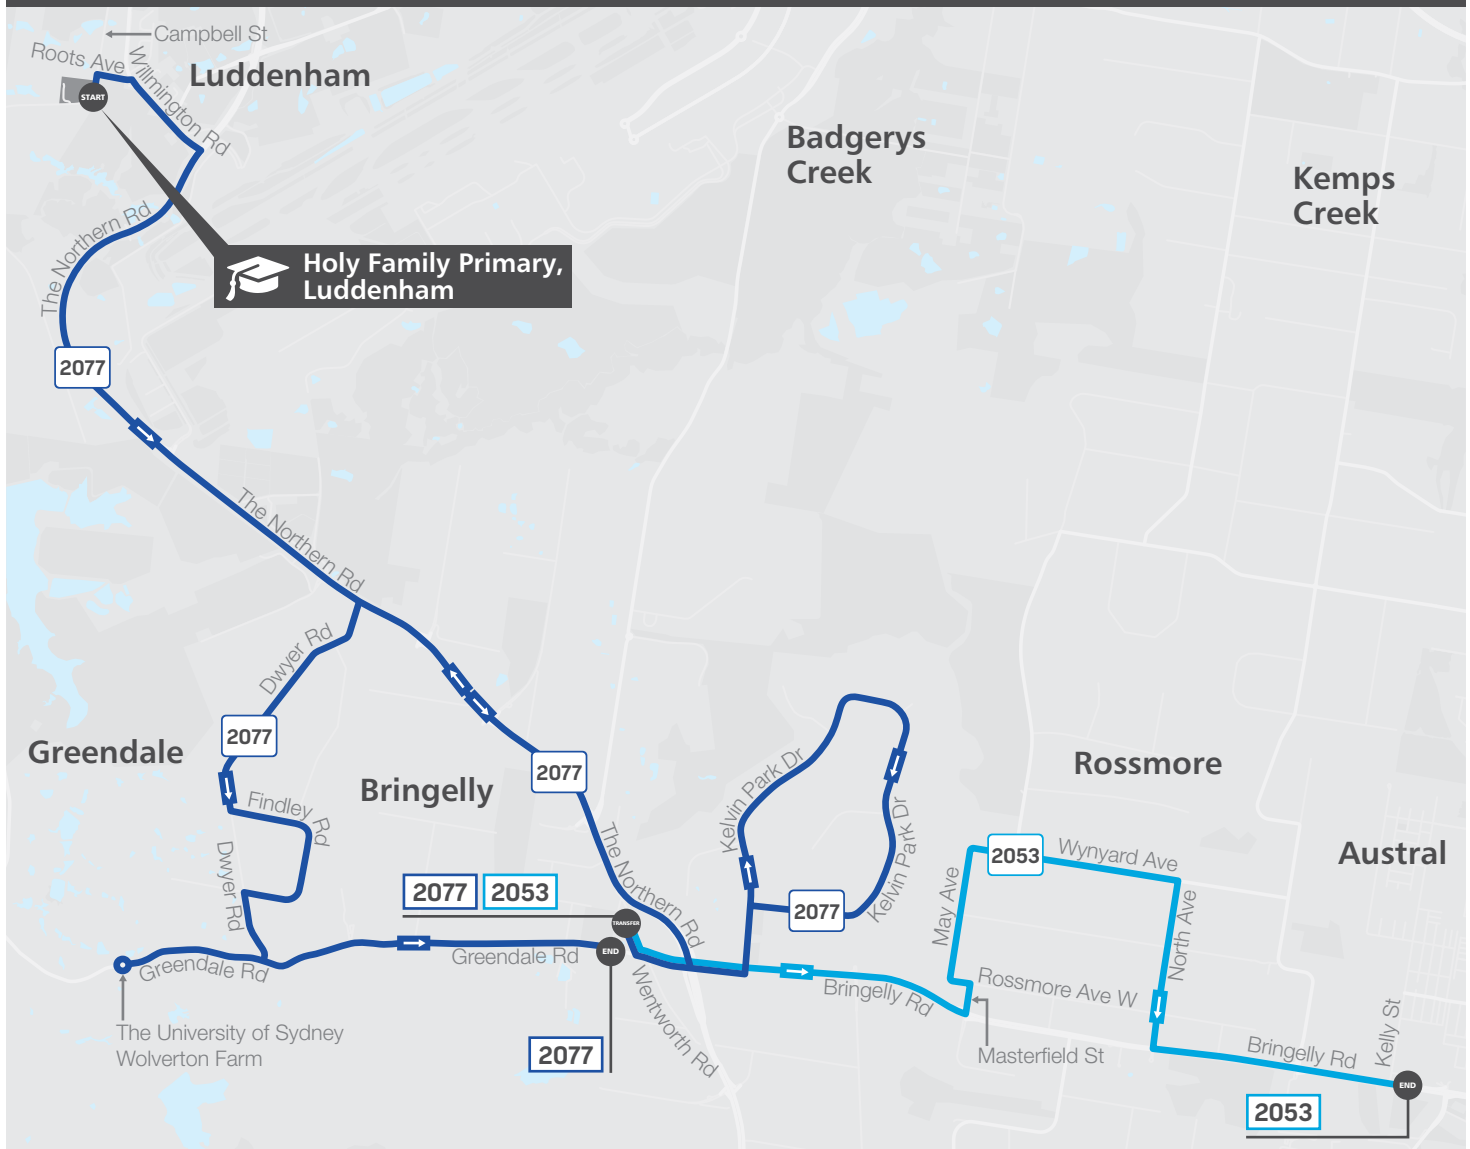 Campbell St
Roots Ave
Willmington Rd
Luddenham
START
Badgerys
Creek
Kemps
Creek
The Northern Rd
Holy Family Primary,
Luddenham
2077
The Northern Rd
Dwyer Rd
2077
Greendale
Findley Rd
Bringelly
2077
Kelvin Park Dr
Kelvin Park Dr
2077
Rossmore
Austral
2053
Wynyard Ave
May Ave
North Ave
Dwyer Rd
The Northern Rd
2077
2053
TRANSFER
END
Greendale Rd
Greendale Rd
Wentworth Rd
Bringelly Rd
Rossmore Ave W
Masterfield St
The University of Sydney
Wolverton Farm
2077
Bringelly Rd
Kelly St
END
2053